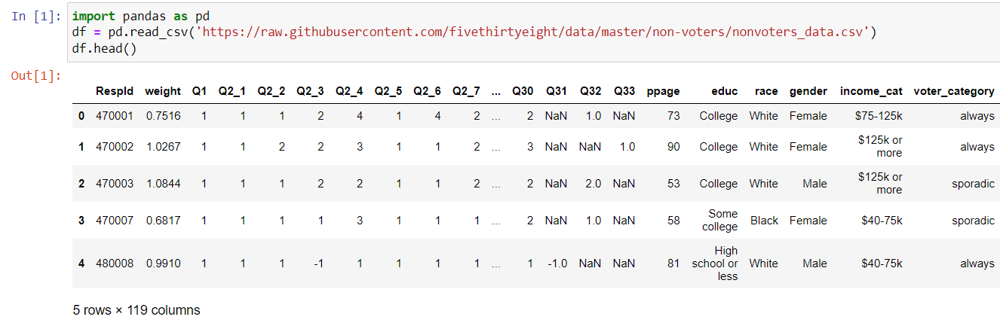 In [1]: import pandas as pd
df = pd.read_csv('https://raw.githubusercontent.com/fivethirtyeight/data/master/non-voters/nonvoters_data.csv')
df.head()
Out[1]:
RespId weight Q1 Q2_1 Q2_2 Q2_3 Q2_4 Q2_5 Q2_6 Q2_7 ... Q30 Q31 Q32 Q33 ppage educ race gender income_cat voter_category
0 470001 0.7516 1 1 1 2 4 1 4 2 ... 2 NaN 1.0 NaN 73 College White Female $75-125k always
1 470002 1.0267 1 1 2 2 3 1 1 2 ... 3 NaN NaN 1.0 90 College White Female $125k or more always
2 470003 1.0844 1 1 1 2 2 1 1 2 ... 2 NaN 2.0 NaN 53 College White Male $125k or more sporadic
3 470007 0.6817 1 1 1 1 3 1 1 1 ... 2 NaN 1.0 NaN 58 Some college Black Female $40-75k sporadic
4 480008 0.9910 1 1 1 -1 1 1 1 1 ... 1 -1.0 NaN NaN 81 High school or less White Male $40-75k always
5 rows × 119 columns